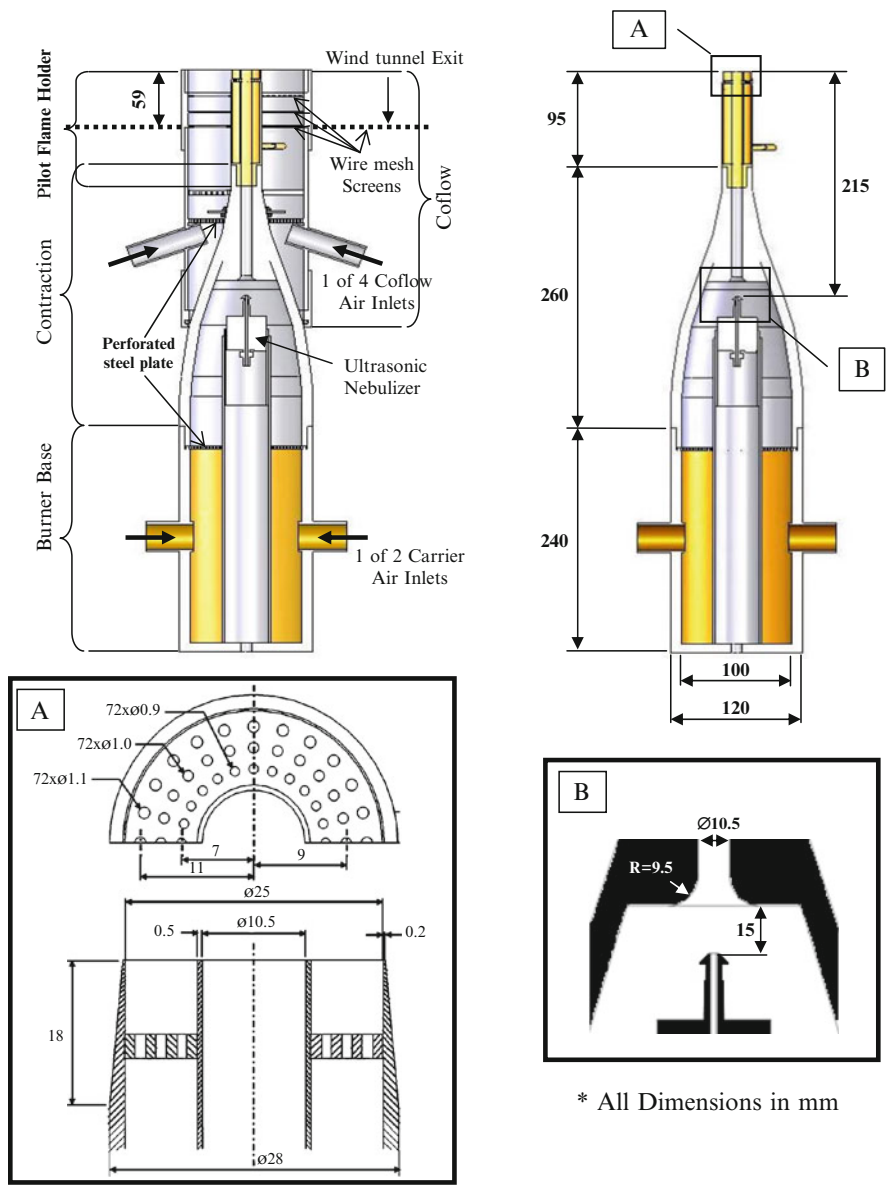 A
Wind tunnel Exit
Pilot Flame Holder
59
95
Wire mesh
Screens
Coflow
215
Contraction
1 of 4 Coflow
Air Inlets
260
Perforated
steel plate
Ultrasonic
Nebulizer
B
Burner Base
240
1 of 2 Carrier
Air Inlets
100
120
A
72xø0.9
72xø1.0
72xø1.1
7
9
11
ø25
0.5
ø10.5
0.2
18
ø28
B
∅10.5
R=9.5
15
* All Dimensions in mm